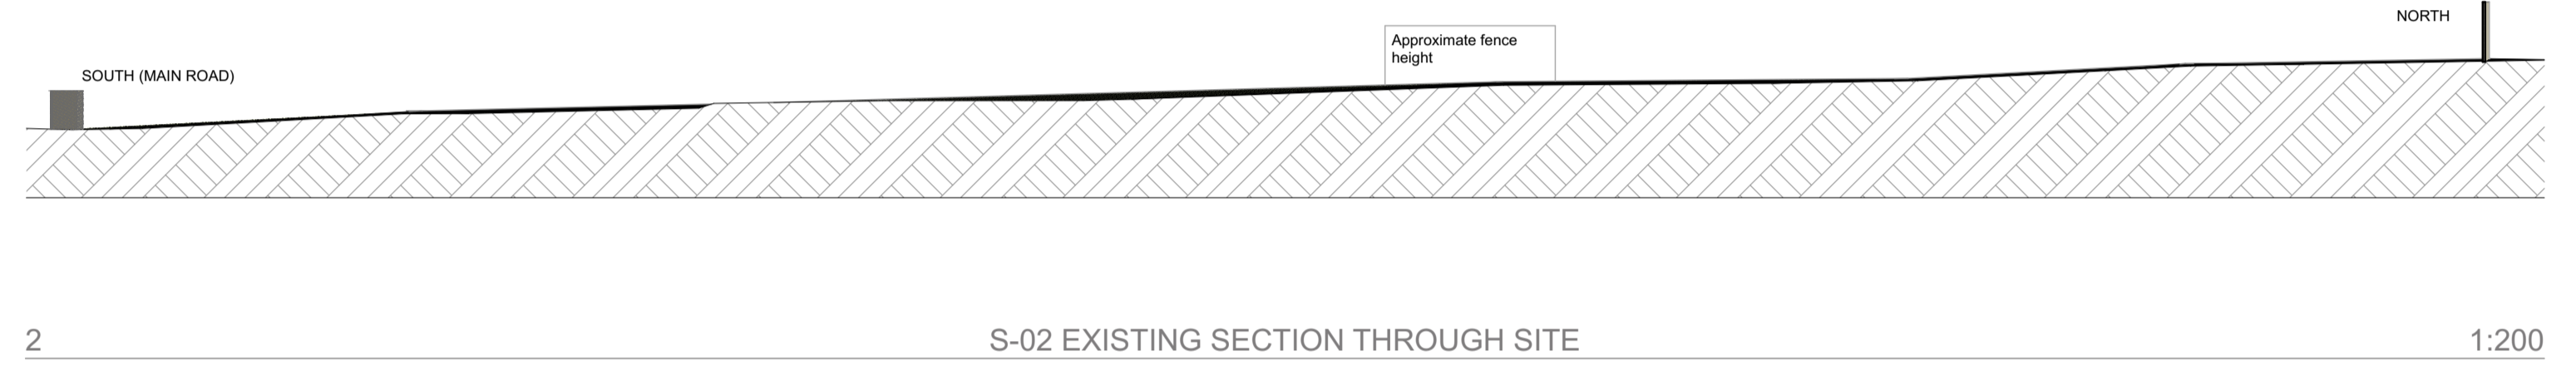 NORTH
Approximate fence
height
SOUTH (MAIN ROAD)
2
S-02 EXISTING SECTION THROUGH SITE
1:200